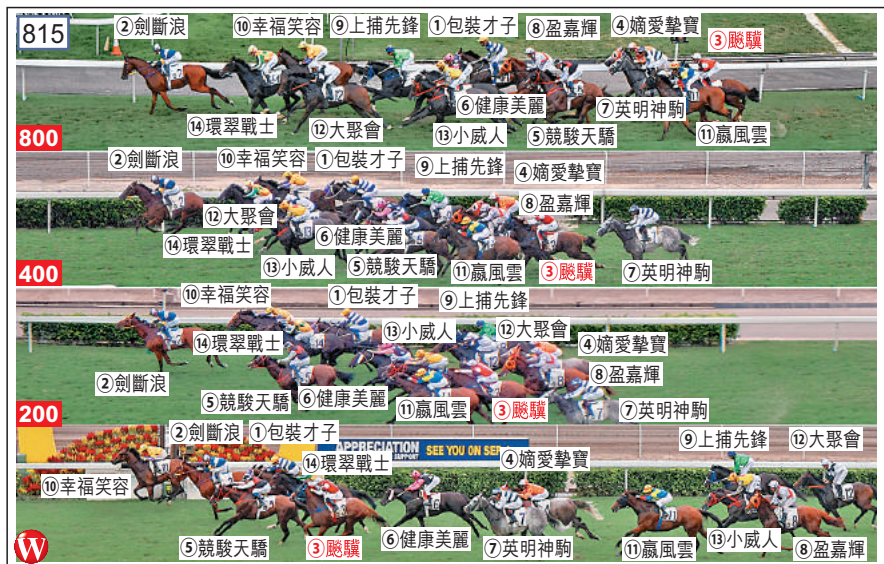 815
②劍斷浪 ⑩幸福笑容 ⑨上捕先鋒 ①包裝才子 ⑧盈嘉輝 ④嫡愛摯寶 ③飈驥
⑭環翠戰士 ⑫大聚會 ⑥健康美麗 ⑬小威人 ⑤競駿天驕 ⑦英明神駒 ⑪嬴風雲
800
②劍斷浪 ⑩幸福笑容 ①包裝才子 ⑨上捕先鋒 ④嫡愛摯寶
⑭環翠戰士 ⑫大聚會 ⑬小威人 ⑥健康美麗 ⑤競駿天驕 ⑪嬴風雲 ⑧盈嘉輝 ③飈驥 ⑦英明神駒
400
⑩幸福笑容 ①包裝才子 ⑨上捕先鋒
⑭環翠戰士 ⑬小威人 ⑫大聚會 ④嫡愛摯寶
②劍斷浪 ⑤競駿天驕 ⑥健康美麗 ⑪嬴風雲 ③飈驥 ⑧盈嘉輝 ⑦英明神駒
200
②劍斷浪 ①包裝才子 ⑭環翠戰士 ④嫡愛摯寶 ⑨上捕先鋒 ⑫大聚會
APPRECIATION SEE YOU ON SE
⑩幸福笑容
⑤競駿天驕 ③飈驥 ⑥健康美麗 ⑦英明神駒 ⑪嬴風雲 ⑬小威人 ⑧盈嘉輝
W